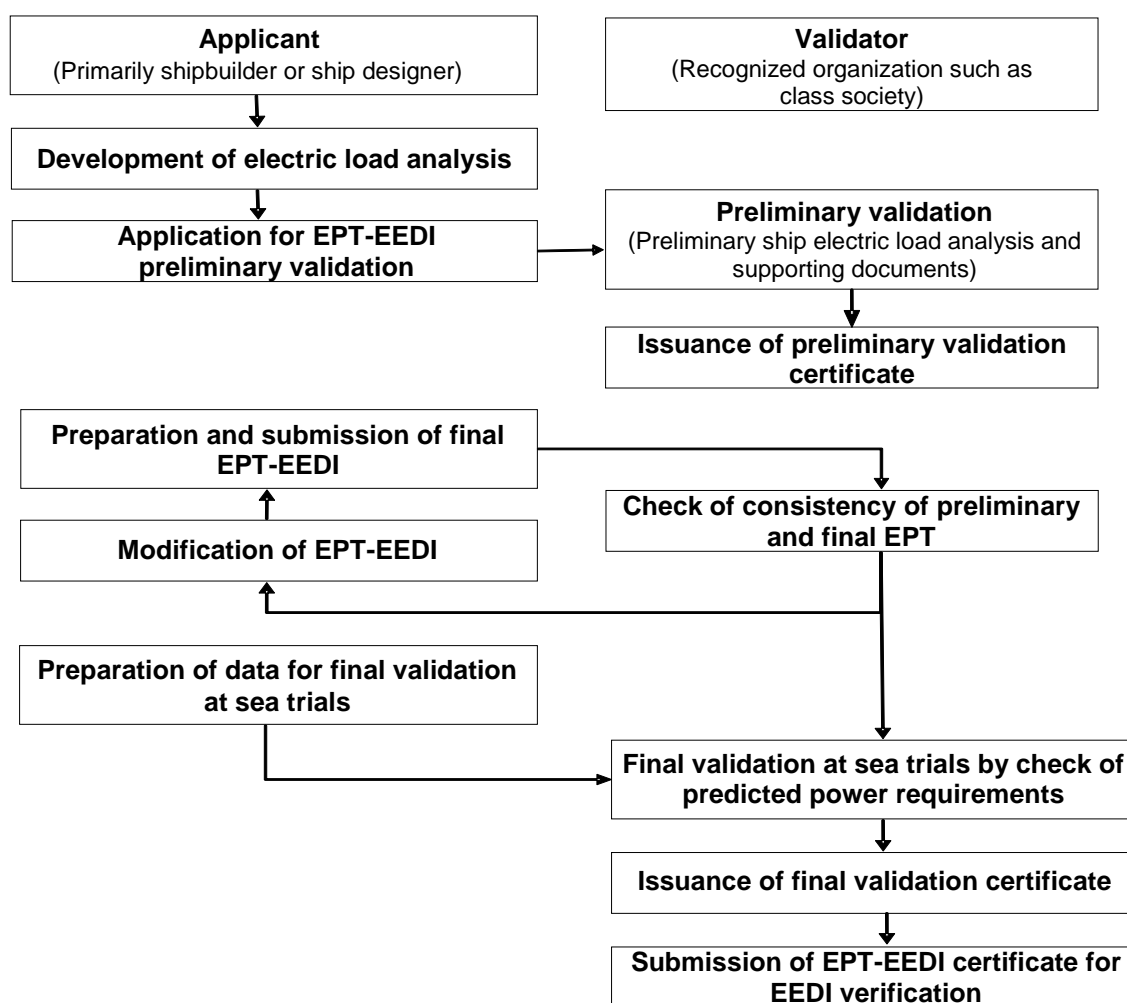 Applicant
(Primarily shipbuilder or ship designer)
Validator
(Recognized organization such as
class society)
Development of electric load analysis
Application for EPT-EEDI
preliminary validation
Preliminary validation
(Preliminary ship electric load analysis and
supporting documents)
Issuance of preliminary validation
certificate
Preparation and submission of final
EPT-EEDI
Check of consistency of preliminary
and final EPT
Modification of EPT-EEDI
Preparation of data for final validation
at sea trials
Final validation at sea trials by check of
predicted power requirements
Issuance of final validation certificate
Submission of EPT-EEDI certificate for
EEDI verification